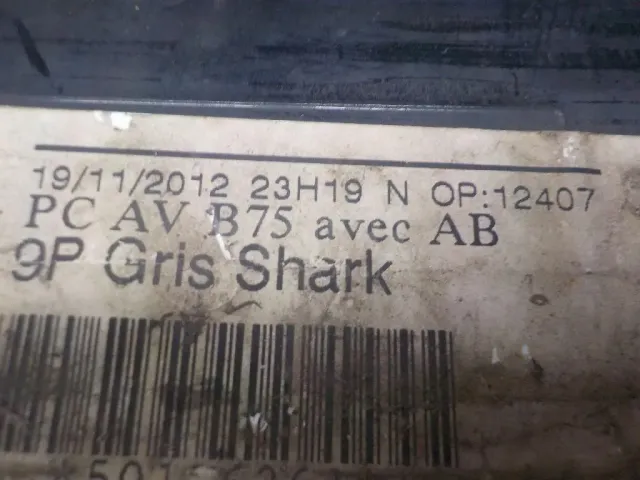 19/11/2012 23H19 N OP:12407
PC AV B75 avec AB
9P Gris Shark